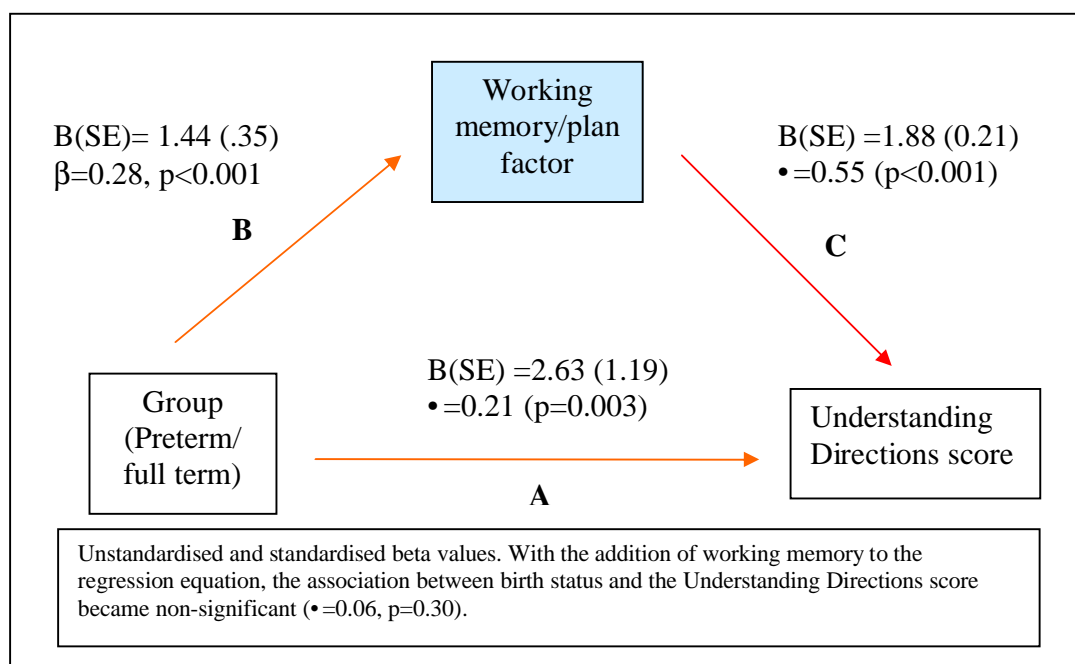 Working
memory/plan
factor
B(SE)= 1.44 (.35)
β=0.28, p<0.001
B(SE) =1.88 (0.21)
•=0.55 (p<0.001)
B
C
B(SE) =2.63 (1.19)
•=0.21 (p=0.003)
Group
(Preterm/
full term)
Understanding
Directions score
A
Unstandardised and standardised beta values. With the addition of working memory to the
regression equation, the association between birth status and the Understanding Directions score
became non-significant (•=0.06, p=0.30).